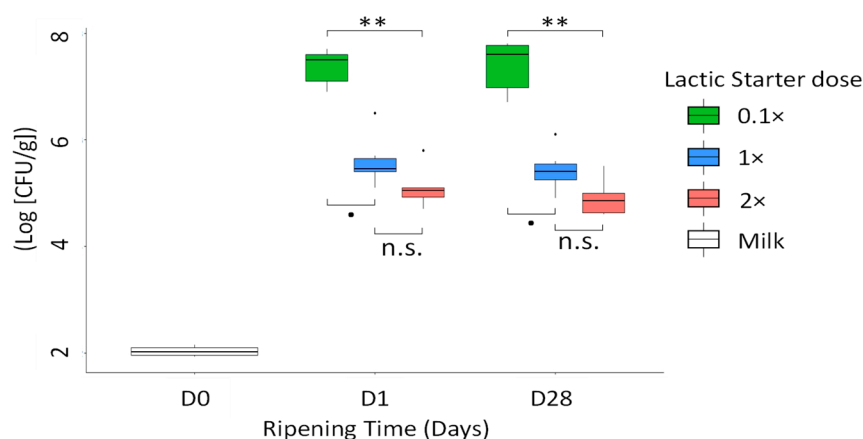 ** **
8
6
4
2
(Log [CFU/g])
n.s. n.s.
D0 D1 D28
Ripening Time (Days)
Lactic Starter dose
0.1×
1×
2×
Milk